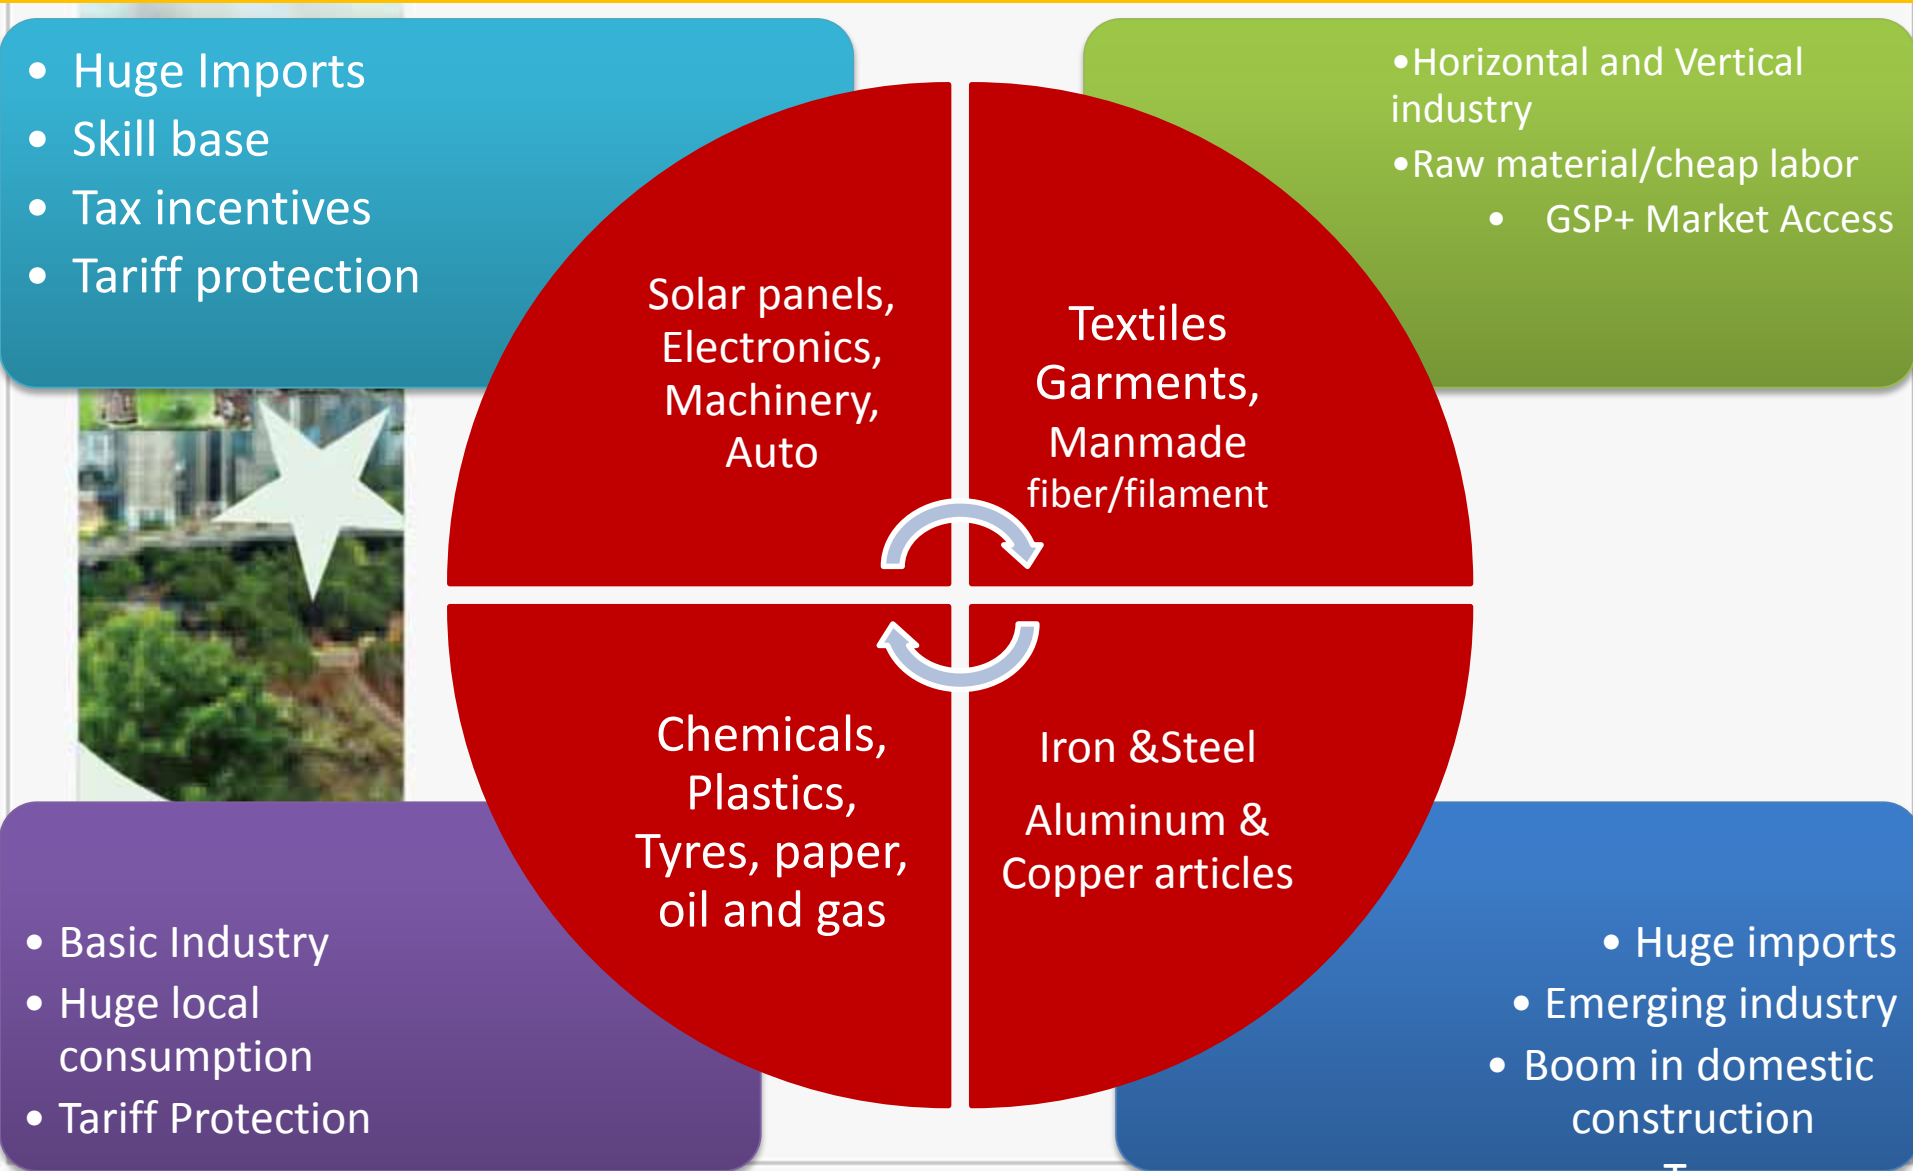 • Huge Imports
• Skill base
• Tax incentives
• Tariff protection
•Horizontal and Vertical
industry
•Raw material/cheap labor
• GSP+ Market Access
Solar panels,
Electronics,
Machinery,
Auto
Textiles
Garments,
Manmade
fiber/filament
Chemicals,
Plastics,
Tyres, paper,
oil and gas
Iron &Steel
Aluminum &
Copper articles
• Basic Industry
• Huge local
consumption
• Tariff Protection
• Huge imports
• Emerging industry
• Boom in domestic
construction